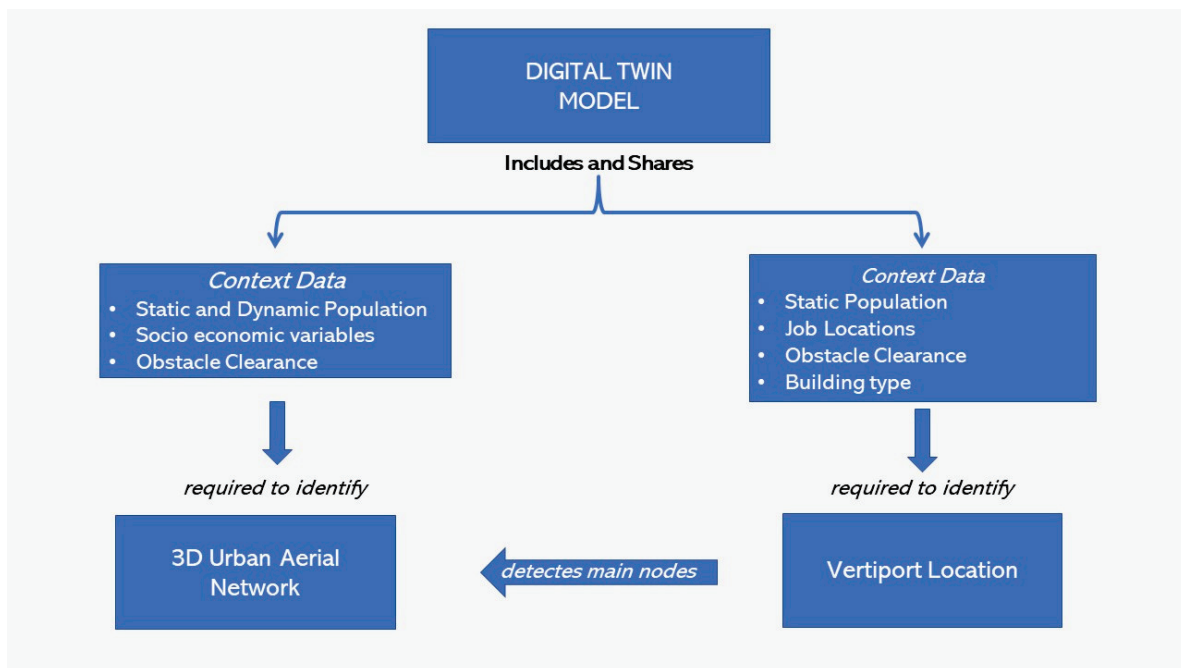 DIGITAL TWIN
MODEL
Includes and Shares
Context Data
• Static and Dynamic Population
• Socio economic variables
• Obstacle Clearance
Context Data
• Static Population
• Job Locations
• Obstacle Clearance
• Building type
required to identify
required to identify
3D Urban Aerial
Network
detectes main nodes
Vertiport Location